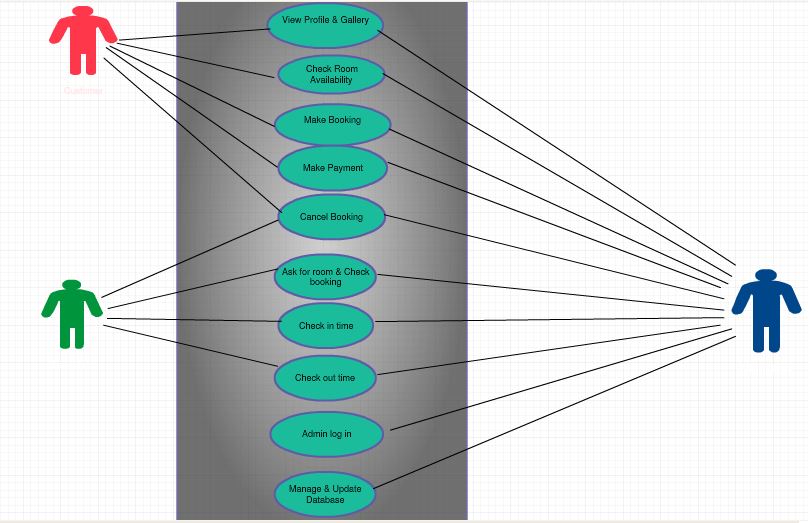 View Profile & Gallery
Customer
Check Room
Availability
Make Booking
Make Payment
Cancel Booking
Ask for room & Check
booking
Check in time
Check out time
Admin log in
Manage & Update
Database